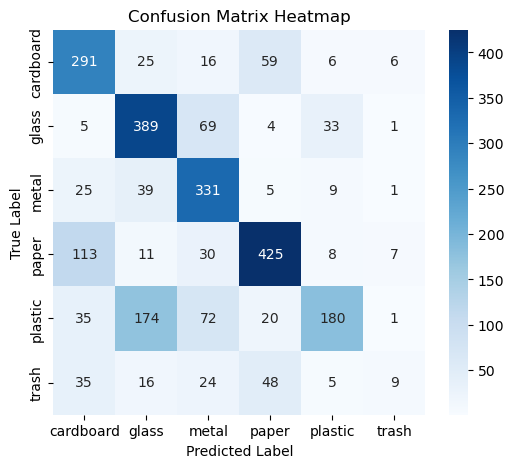 Confusion Matrix Heatmap
True Label
cardboard 291 25 16 59 6 6
glass 5 389 69 4 33 1
metal 25 39 331 5 9 1
paper 113 11 30 425 8 7
plastic 35 174 72 20 180 1
trash 35 16 24 48 5 9
cardboard glass metal paper plastic trash
Predicted Label
400
350
300
250
200
150
100
50